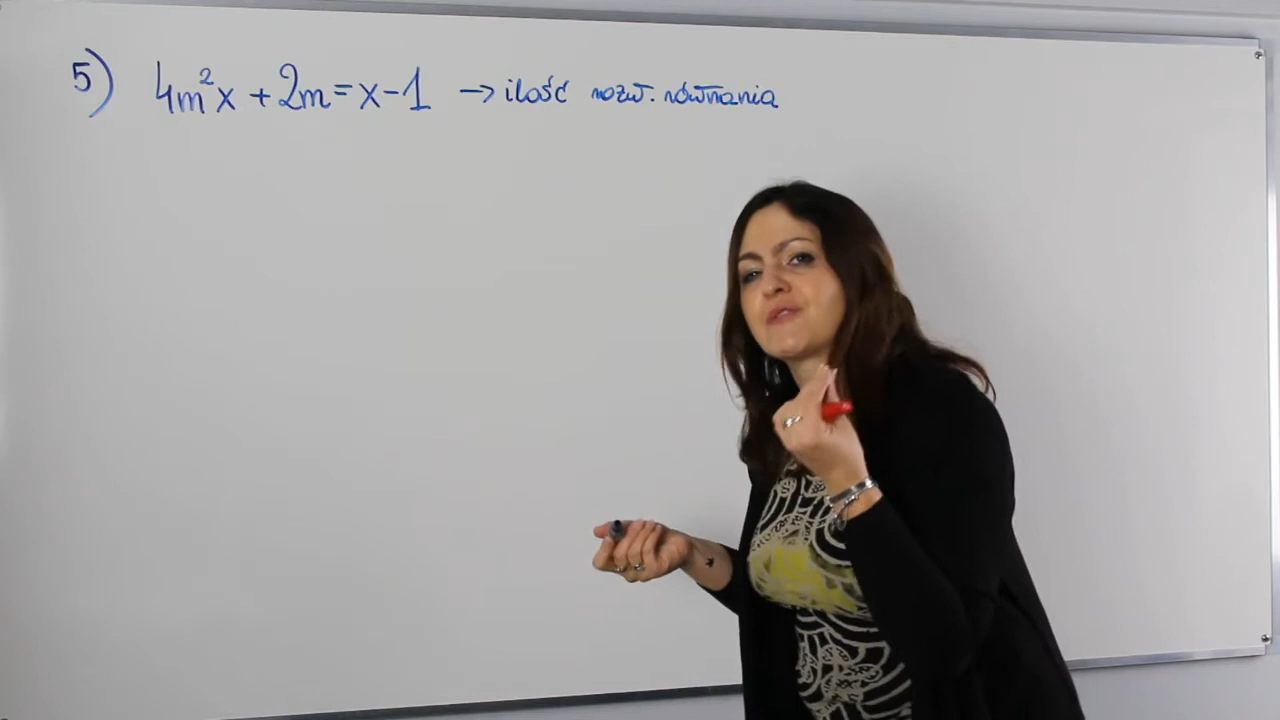 5) 4m²x + 2m = x - 1 → ilość rozw. równania